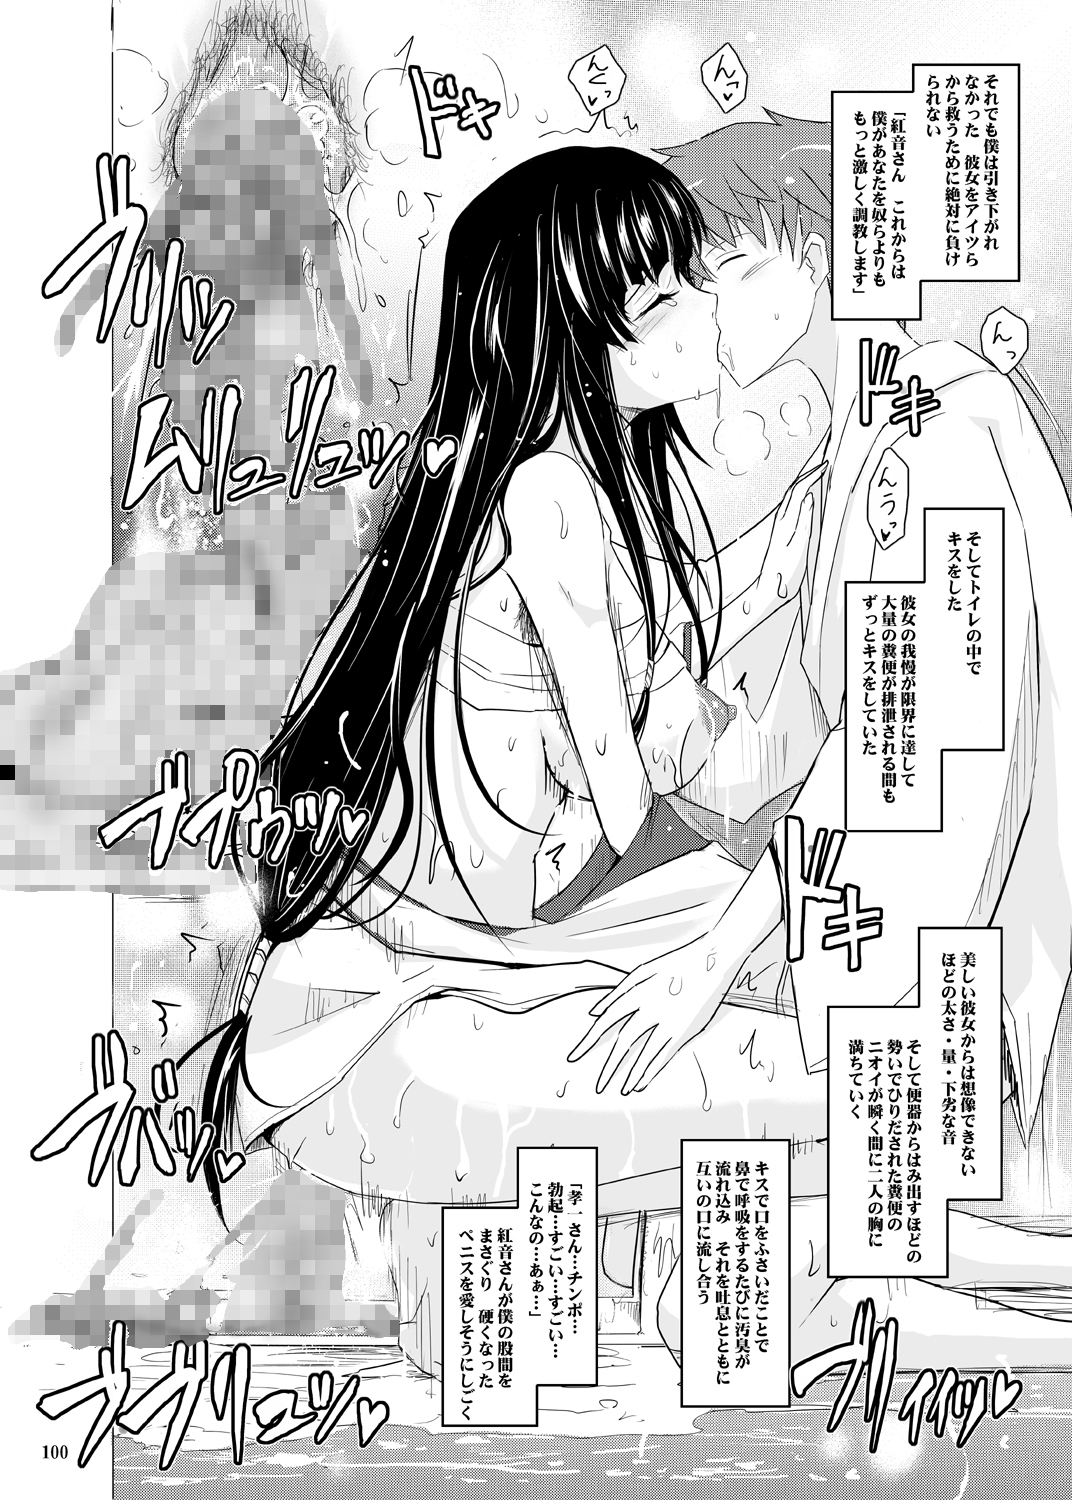 それでも僕は引き下がれ
なかった　彼女をアイツら
から救うために絶対に負け
られない
「紅音さん　これからは
僕があなたを奴らよりも
もっと激しく調教します」
んっ♥
んくっ♥
んっ
ドキ
ドキ
んうっ♥
ブリッ
ムリュリュッ♥
そしてトイレの中で
キスをした
彼女の我慢が限界に達して
大量の糞便が排泄される間も
ずっとキスをしていた
ブプゥッ♥
ドキ
美しい彼女からは想像できない
ほどの太さ・量・下劣な音
そして便器からはみ出すほどの
勢いでひりだされた糞便の
ニオイが瞬く間に二人の胸に
満ちていく
キスで口をふさいだことで
鼻で呼吸をするたびに汚臭が
流れ込み　それを吐息とともに
互いの口に流し合う
「孝一さん…チンポ…
勃起…すごい…すごい…
こんなの…あぁ…」
紅音さんが僕の股間を
まさぐり　硬くなった
ペニスを愛しそうにしごく
ブバッ♥
ブブリュッ♥
ブリィィッ♥
100